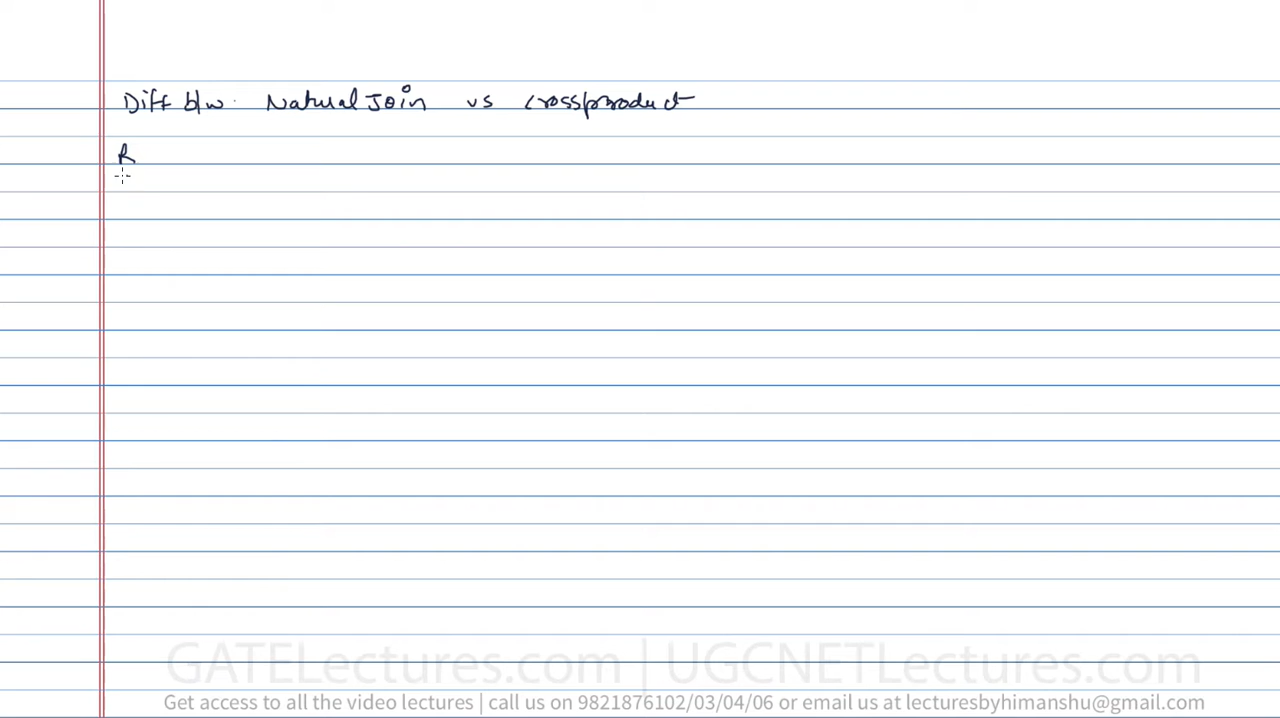 Diff b/w. Natural Join vs crossproduct
R
GATELectures.com | UGCNETLectures.com
Get access to all the video lectures | call us on 9821876102/03/04/06 or email us at lecturesbyhimanshu@gmail.com